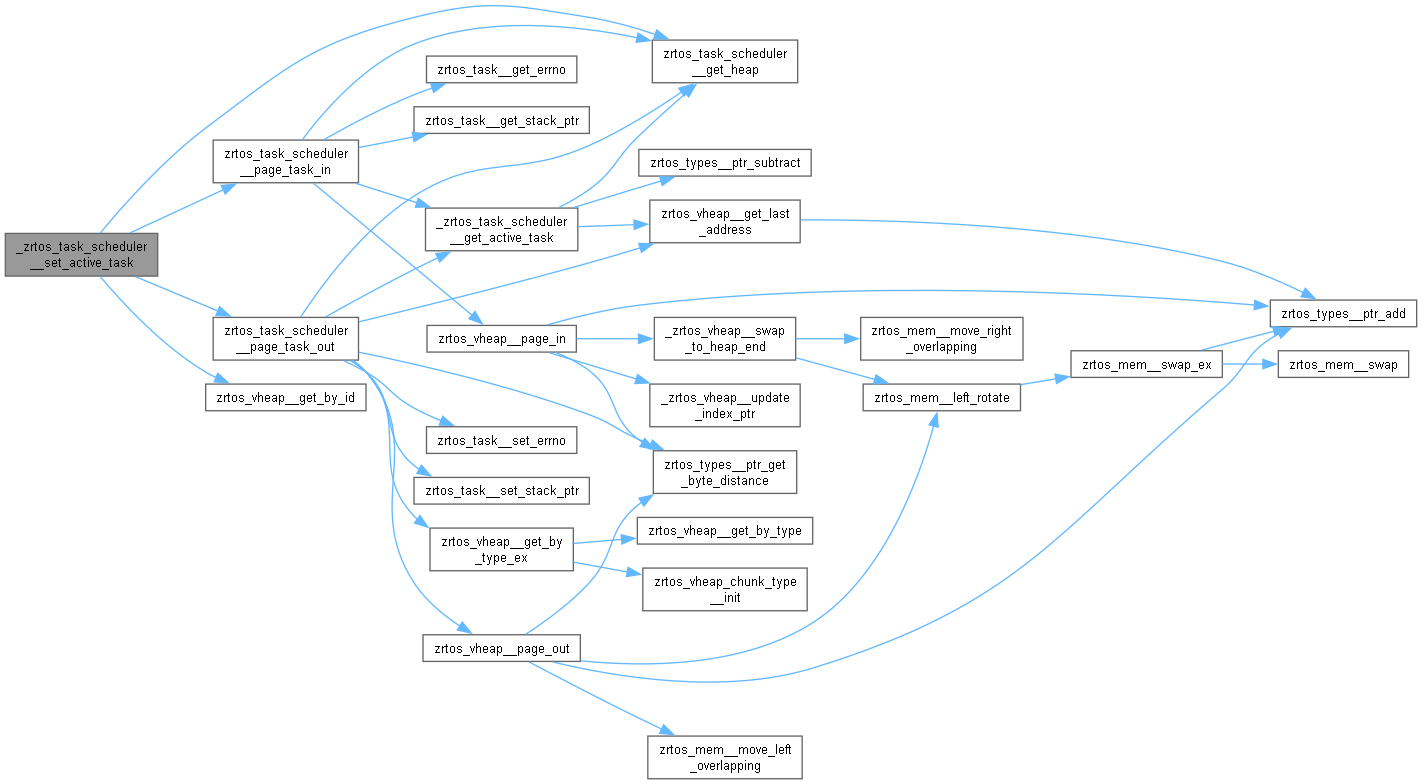 _zrtos_task_scheduler
__set_active_task
zrtos_task_scheduler
__page_task_in
zrtos_task_scheduler
__page_task_out
zrtos_vheap__get_by_id
zrtos_task__get_errno
zrtos_task__get_stack_ptr
_zrtos_task_scheduler
__get_active_task
zrtos_vheap__page_in
zrtos_task__set_errno
zrtos_task__set_stack_ptr
zrtos_vheap__get_by
_type_ex
zrtos_vheap__page_out
zrtos_task_scheduler
__get_heap
zrtos_types__ptr_subtract
zrtos_vheap__get_last
_address
_zrtos_vheap__swap
_to_heap_end
_zrtos_vheap__update
_index_ptr
zrtos_types__ptr_get
_byte_distance
zrtos_vheap__get_by_type
zrtos_vheap_chunk_type
__init
zrtos_mem__move_left
_overlapping
zrtos_mem__move_right
_overlapping
zrtos_mem__left_rotate
zrtos_mem__swap_ex
zrtos_types__ptr_add
zrtos_mem__swap